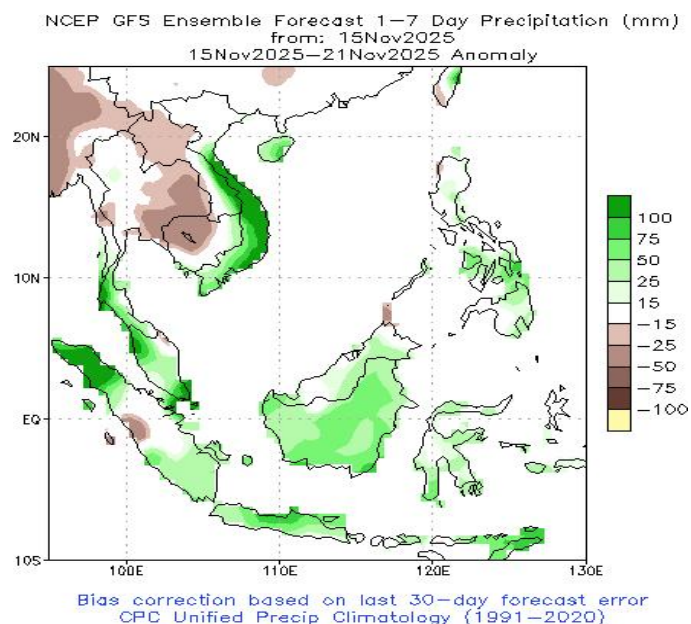 NCEP GFS Ensemble Forecast 1-7 Day Precipitation (mm)
from: 15Nov2025
15Nov2025-21Nov2025 Anomaly
20N
10N
EQ
10S
100E
110E
120E
130E
100
75
50
25
15
-15
-25
-50
-75
-100
Bias correction based on last 30-day forecast error
CPC Unified Precip Climatology (1991-2020)